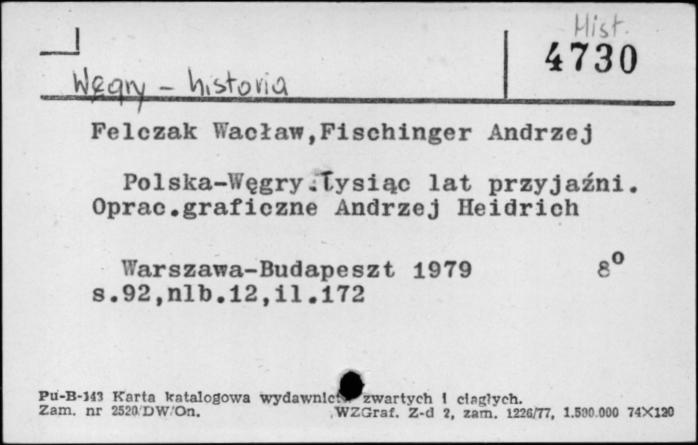 Hist.
4730
Węgry - historia
Felczak Wacław,Fischinger Andrzej
Polska-Węgry.Tysiąc lat przyjaźni.
Oprac.graficzne Andrzej Heidrich
Warszawa-Budapeszt 1979 8°
s.92,nlb.12,il.172
Pu-B-143 Karta katalogowa wydawnictw zwartych i ciągłych.
Zam. nr 2520/DW/On. WZGraf. Z-d 2, zam. 1226/77, 1.500.000 74X120